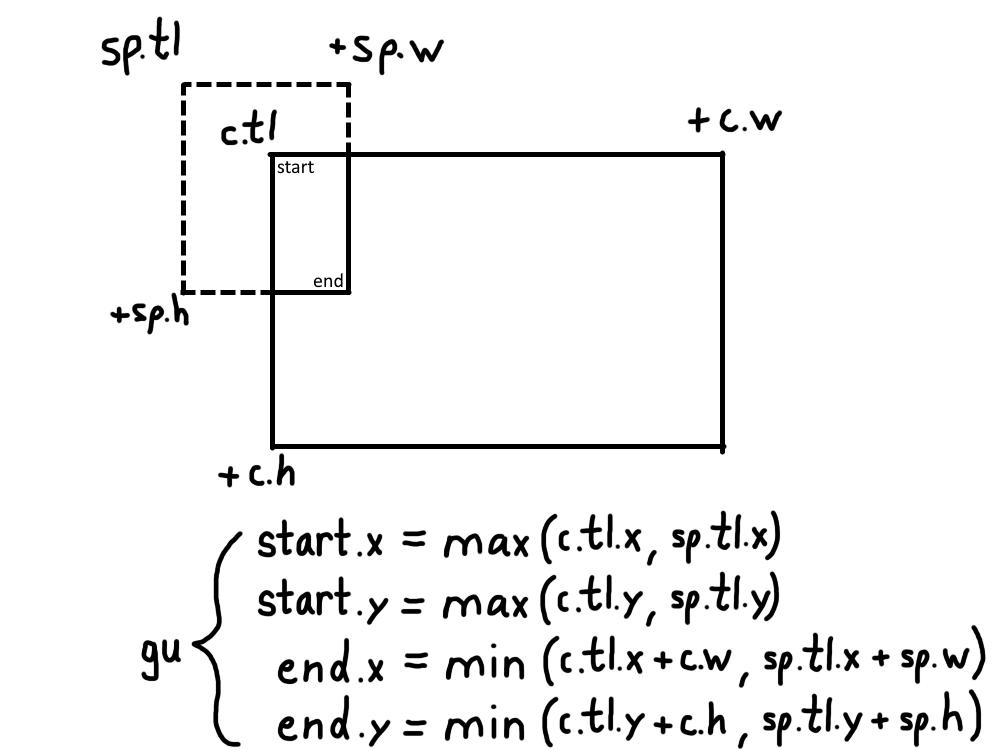 sp.tl +sp.w
c.tl + c.w
start
end
+sp.h
+ c.h
start.x = max (c.tl.x, sp.tl.x)
start.y = max (c.tl.y, sp.tl.y)
gu
end.x = min (c.tl.x + c.w, sp.tl.x + sp.w)
end.y = min (c.tl.y + c.h, sp.tl.y + sp.h)